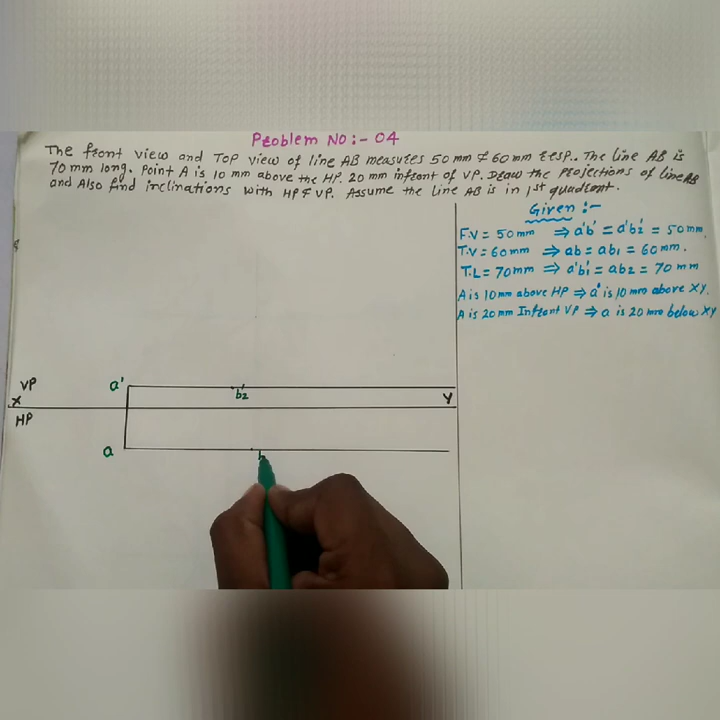 Problem NO:- 04
The front view and Top view of line AB measures 50 mm & 60 mm resp.. The line AB is
70 mm long. Point A is 10 mm above the HP. 20 mm infront of VP. Draw the Projections of line AB
and Also find inclinations with HP & VP. Assume the line AB is in 1st quadrant.
Given :-
F.V = 50 mm ⇒ a'b' = a'b2' = 50 mm.
T.V = 60 mm ⇒ ab = ab1 = 60 mm.
T.L = 70 mm ⇒ a'b1' = ab2 = 70 mm
A is 10 mm above HP ⇒ a' is 10 mm above XY.
A is 20 mm Infront VP ⇒ a is 20 mm below XY
VP a' b2' Y
X
HP
a b